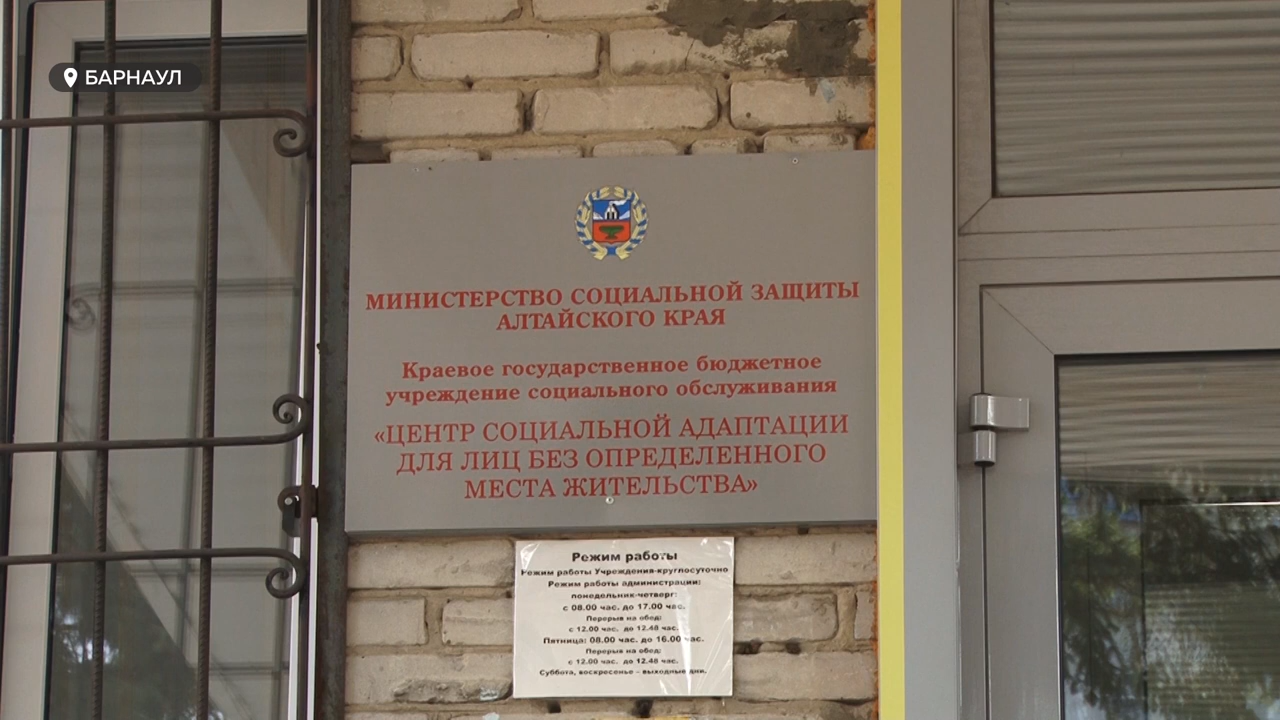 БАРНАУЛ
МИНИСТЕРСТВО СОЦИАЛЬНОЙ ЗАЩИТЫ
АЛТАЙСКОГО КРАЯ
Краевое государственное бюджетное
учреждение социального обслуживания
«ЦЕНТР СОЦИАЛЬНОЙ АДАПТАЦИИ
ДЛЯ ЛИЦ БЕЗ ОПРЕДЕЛЕННОГО
МЕСТА ЖИТЕЛЬСТВА»
Режим работы
Режим работы Учреждения-круглосуточно
Режим работы администрации:
понедельник-четверг:
с 08.00 час. до 17.00 час.
Перерыв на обед:
с 12.00 час. до 12.48 час.
Пятница: 08.00 час. до 16.00 час.
Перерыв на обед:
с 12.00 час. до 12.48 час.
Суббота, воскресенье – выходные дни.